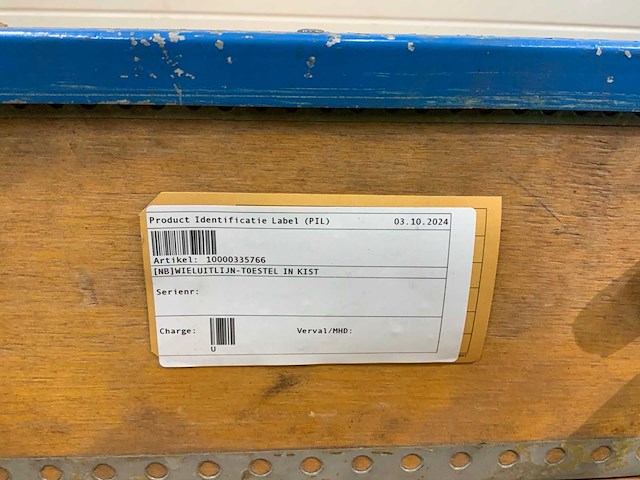 Product Identificatie Label (PIL) 03.10.2024
Artikel: 10000335766
[NB]WIELUITLIJN-TOESTEL IN KIST
Serienr:
Charge: Verval/MHD:
U